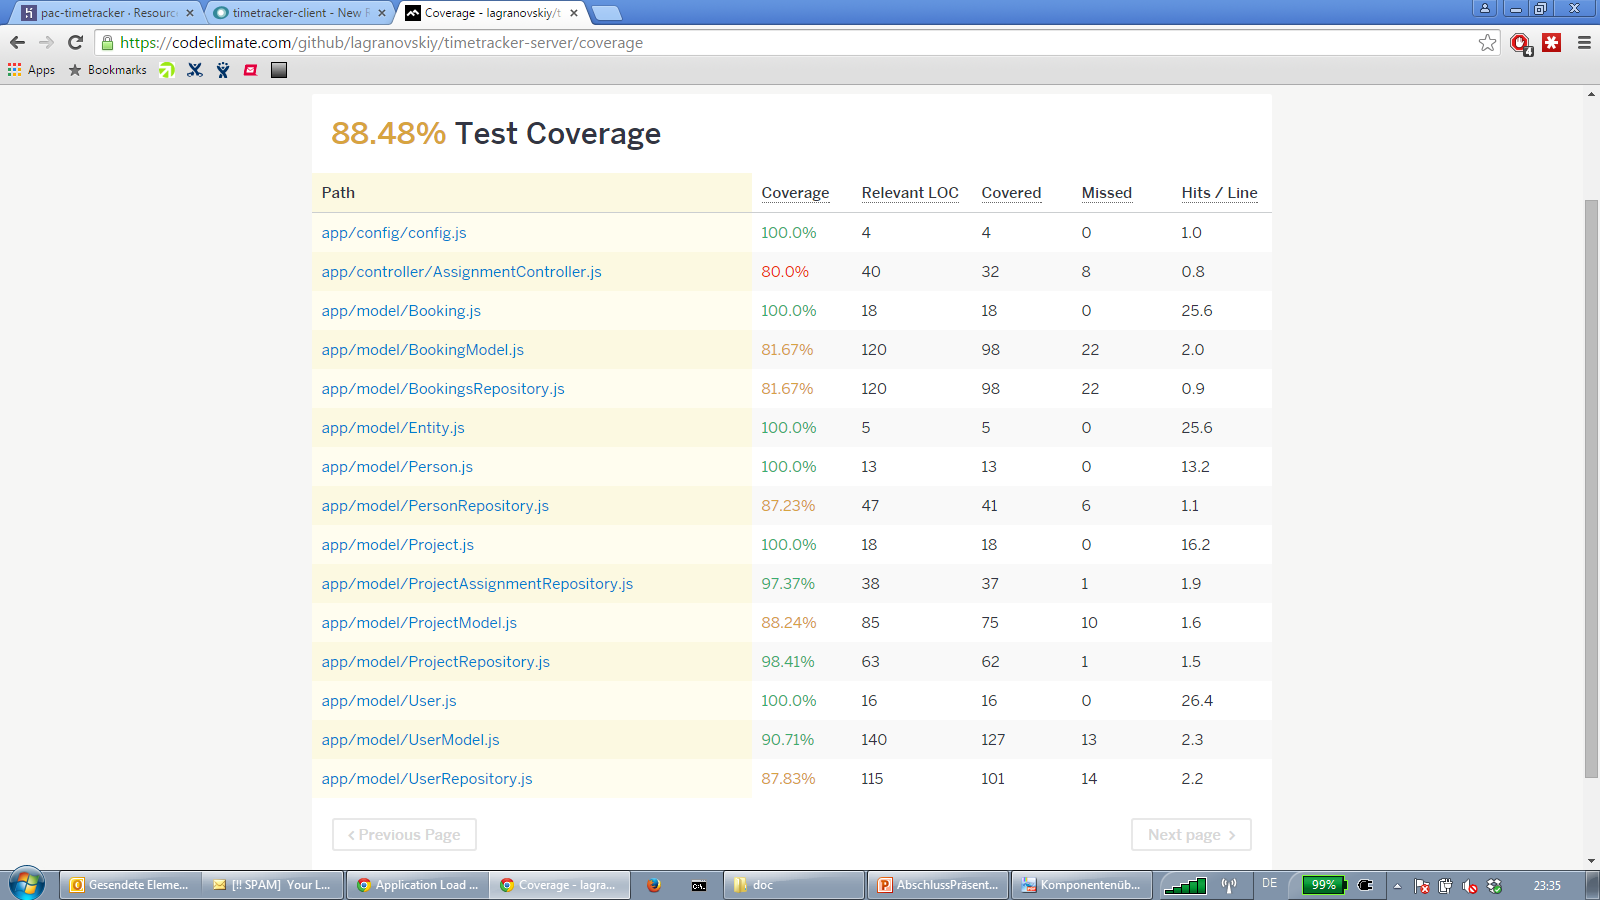 pac-timetracker · Resourc
timetracker-client - New R
Coverage - lagranovskiy/t
https://codeclimate.com/github/lagranovskiy/timetracker-server/coverage
4
Apps
Bookmarks
88.48% Test Coverage
Path Coverage Relevant LOC Covered Missed Hits / Line
app/config/config.js 100.0% 4 4 0 1.0
app/controller/AssignmentController.js 80.0% 40 32 8 0.8
app/model/Booking.js 100.0% 18 18 0 25.6
app/model/BookingModel.js 81.67% 120 98 22 2.0
app/model/BookingsRepository.js 81.67% 120 98 22 0.9
app/model/Entity.js 100.0% 5 5 0 25.6
app/model/Person.js 100.0% 13 13 0 13.2
app/model/PersonRepository.js 87.23% 47 41 6 1.1
app/model/Project.js 100.0% 18 18 0 16.2
app/model/ProjectAssignmentRepository.js 97.37% 38 37 1 1.9
app/model/ProjectModel.js 88.24% 85 75 10 1.6
app/model/ProjectRepository.js 98.41% 63 62 1 1.5
app/model/User.js 100.0% 16 16 0 26.4
app/model/UserModel.js 90.71% 140 127 13 2.3
app/model/UserRepository.js 87.83% 115 101 14 2.2
‹ Previous Page
Next page ›
Gesendete Eleme...
[!! SPAM] Your L...
Application Load ...
Coverage - lagra...
doc
AbschlussPräsent...
Komponentenüb...
DE
99%
23:35